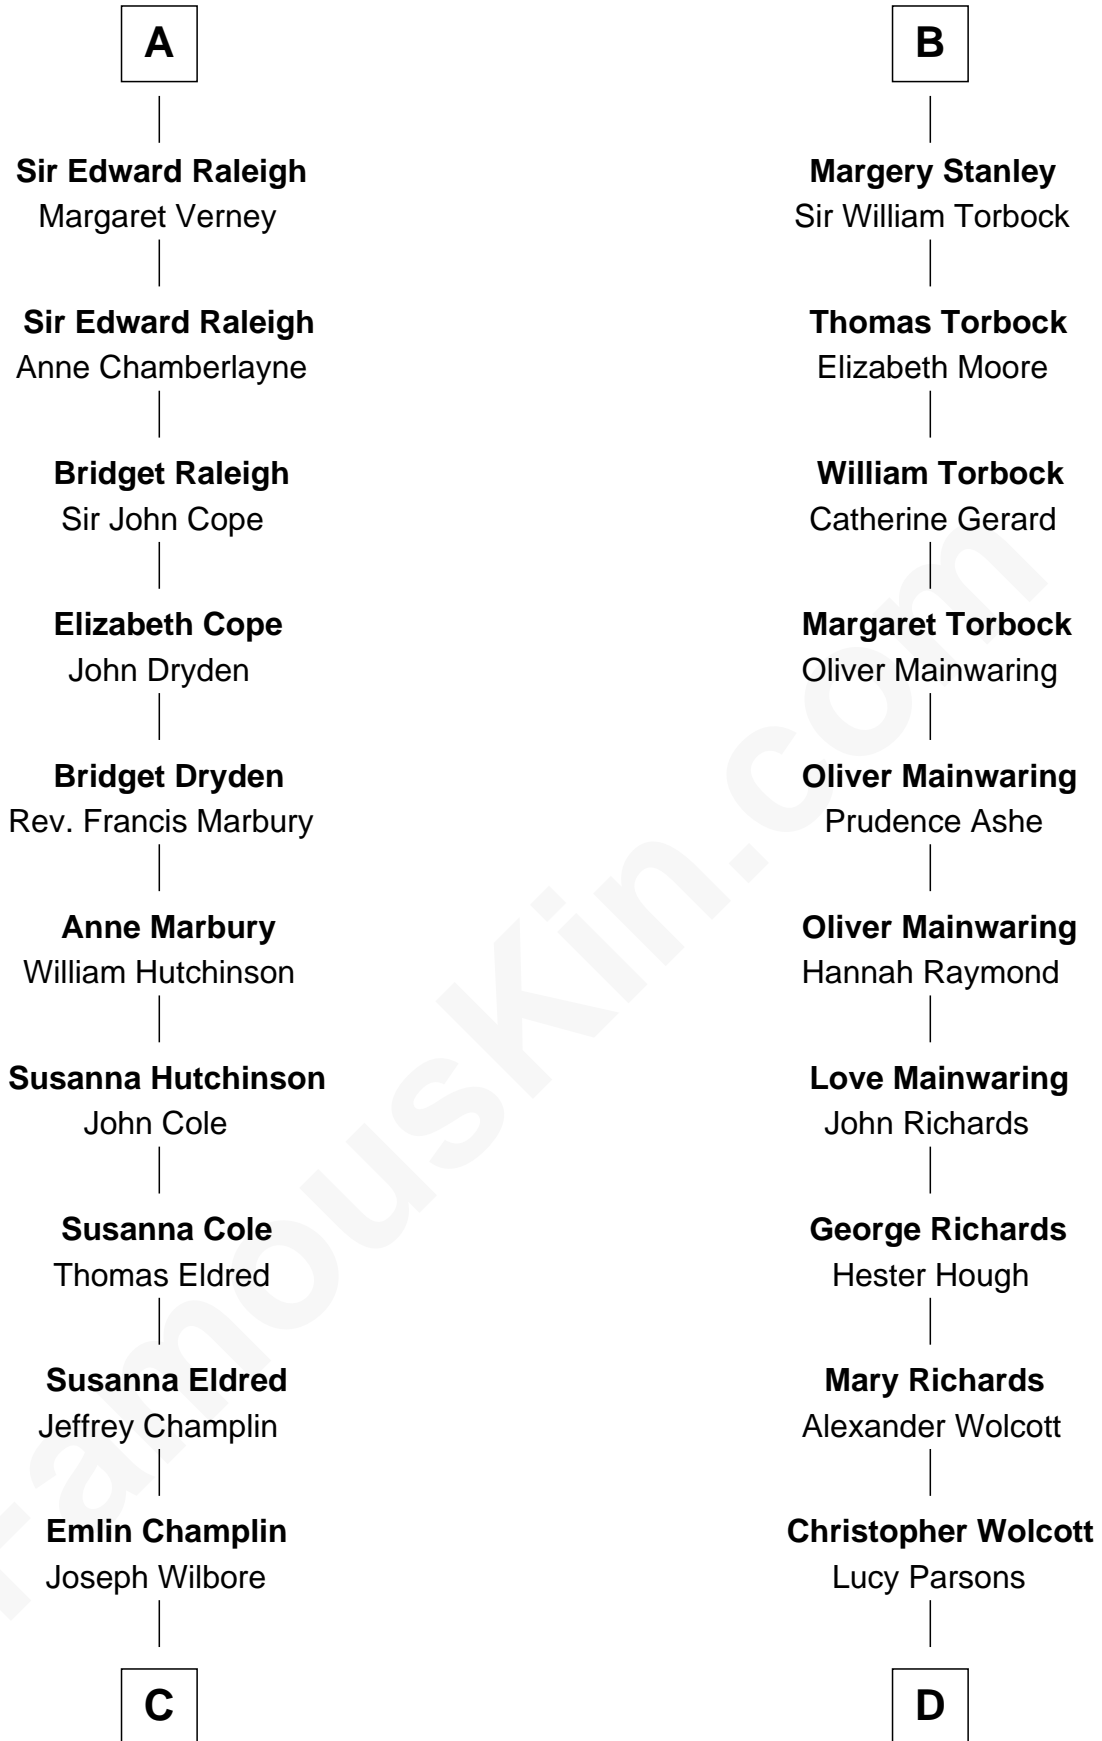 A
Sir Edward Raleigh
Margaret Verney
Sir Edward Raleigh
Anne Chamberlayne
Bridget Raleigh
Sir John Cope
Elizabeth Cope
John Dryden
Bridget Dryden
Rev. Francis Marbury
Anne Marbury
William Hutchinson
Susanna Hutchinson
John Cole
Susanna Cole
Thomas Eldred
Susanna Eldred
Jeffrey Champlin
Emlin Champlin
Joseph Wilbore
C
B
Margery Stanley
Sir William Torbock
Thomas Torbock
Elizabeth Moore
William Torbock
Catherine Gerard
Margaret Torbock
Oliver Mainwaring
Oliver Mainwaring
Prudence Ashe
Oliver Mainwaring
Hannah Raymond
Love Mainwaring
John Richards
George Richards
Hester Hough
Mary Richards
Alexander Wolcott
Christopher Wolcott
Lucy Parsons
D
FamousKin.com